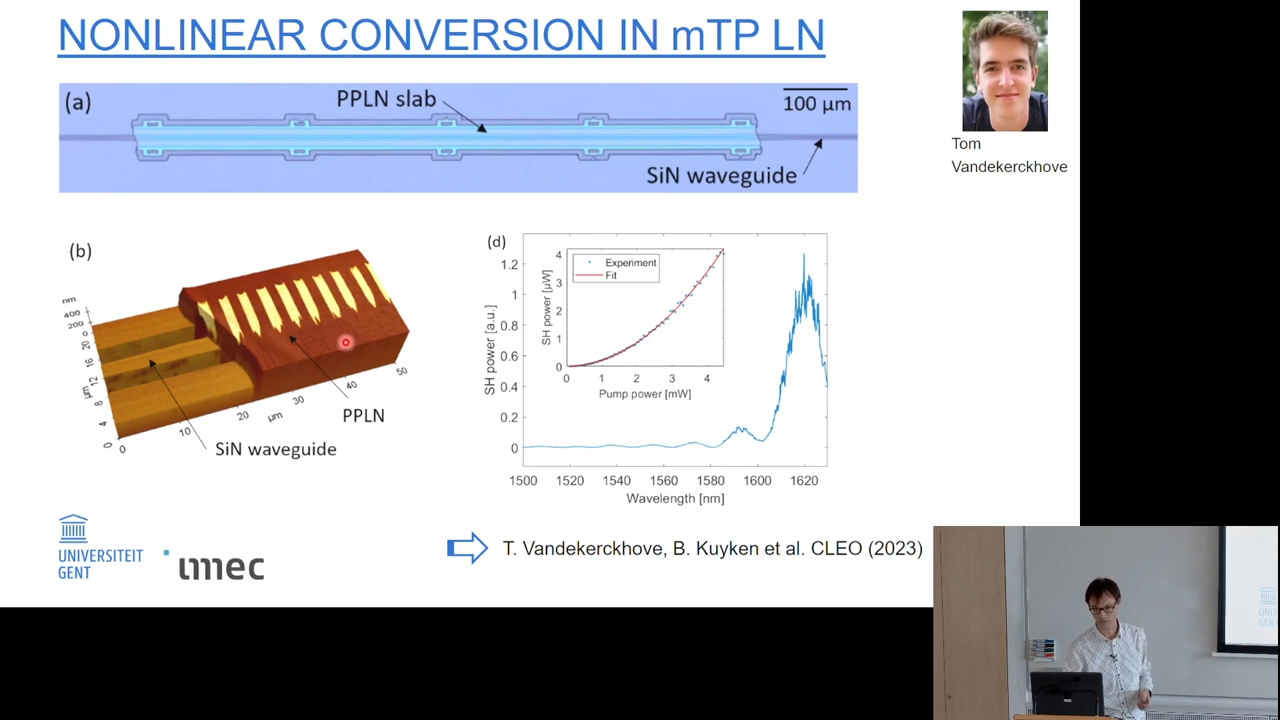 NONLINEAR CONVERSION IN mTP LN
(a)
PPLN slab
100 µm
SiN waveguide
Tom
Vandekerckhove
(b)
nm
400
200
0
20
16
12
µm
8
4
0
0
10
20
µm
30
40
50
PPLN
SiN waveguide
(d)
SH power [a.u.]
1.2
1
0.8
0.6
0.4
0.2
0
SH power [µW]
4
3
2
1
0
Experiment
Fit
0 1 2 3 4
Pump power [mW]
1500 1520 1540 1560 1580 1600 1620
Wavelength [nm]
UNIVERSITEIT
GENT
imec
T. Vandekerckhove, B. Kuyken et al. CLEO (2023)